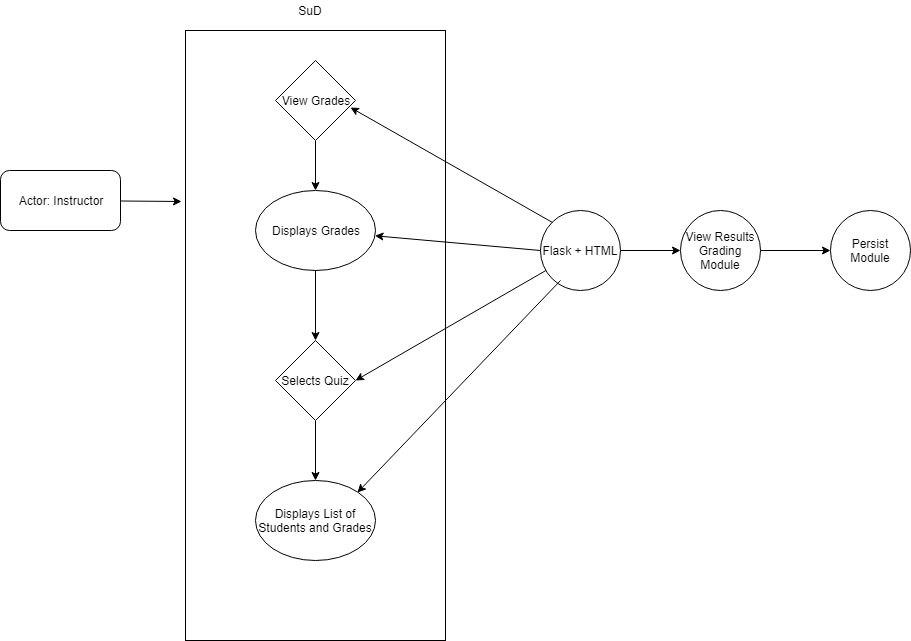 SuD
View Grades
Actor: Instructor
Displays Grades
Flask + HTML
View Results
Grading
Module
Persist
Module
Selects Quiz
Displays List of
Students and Grades